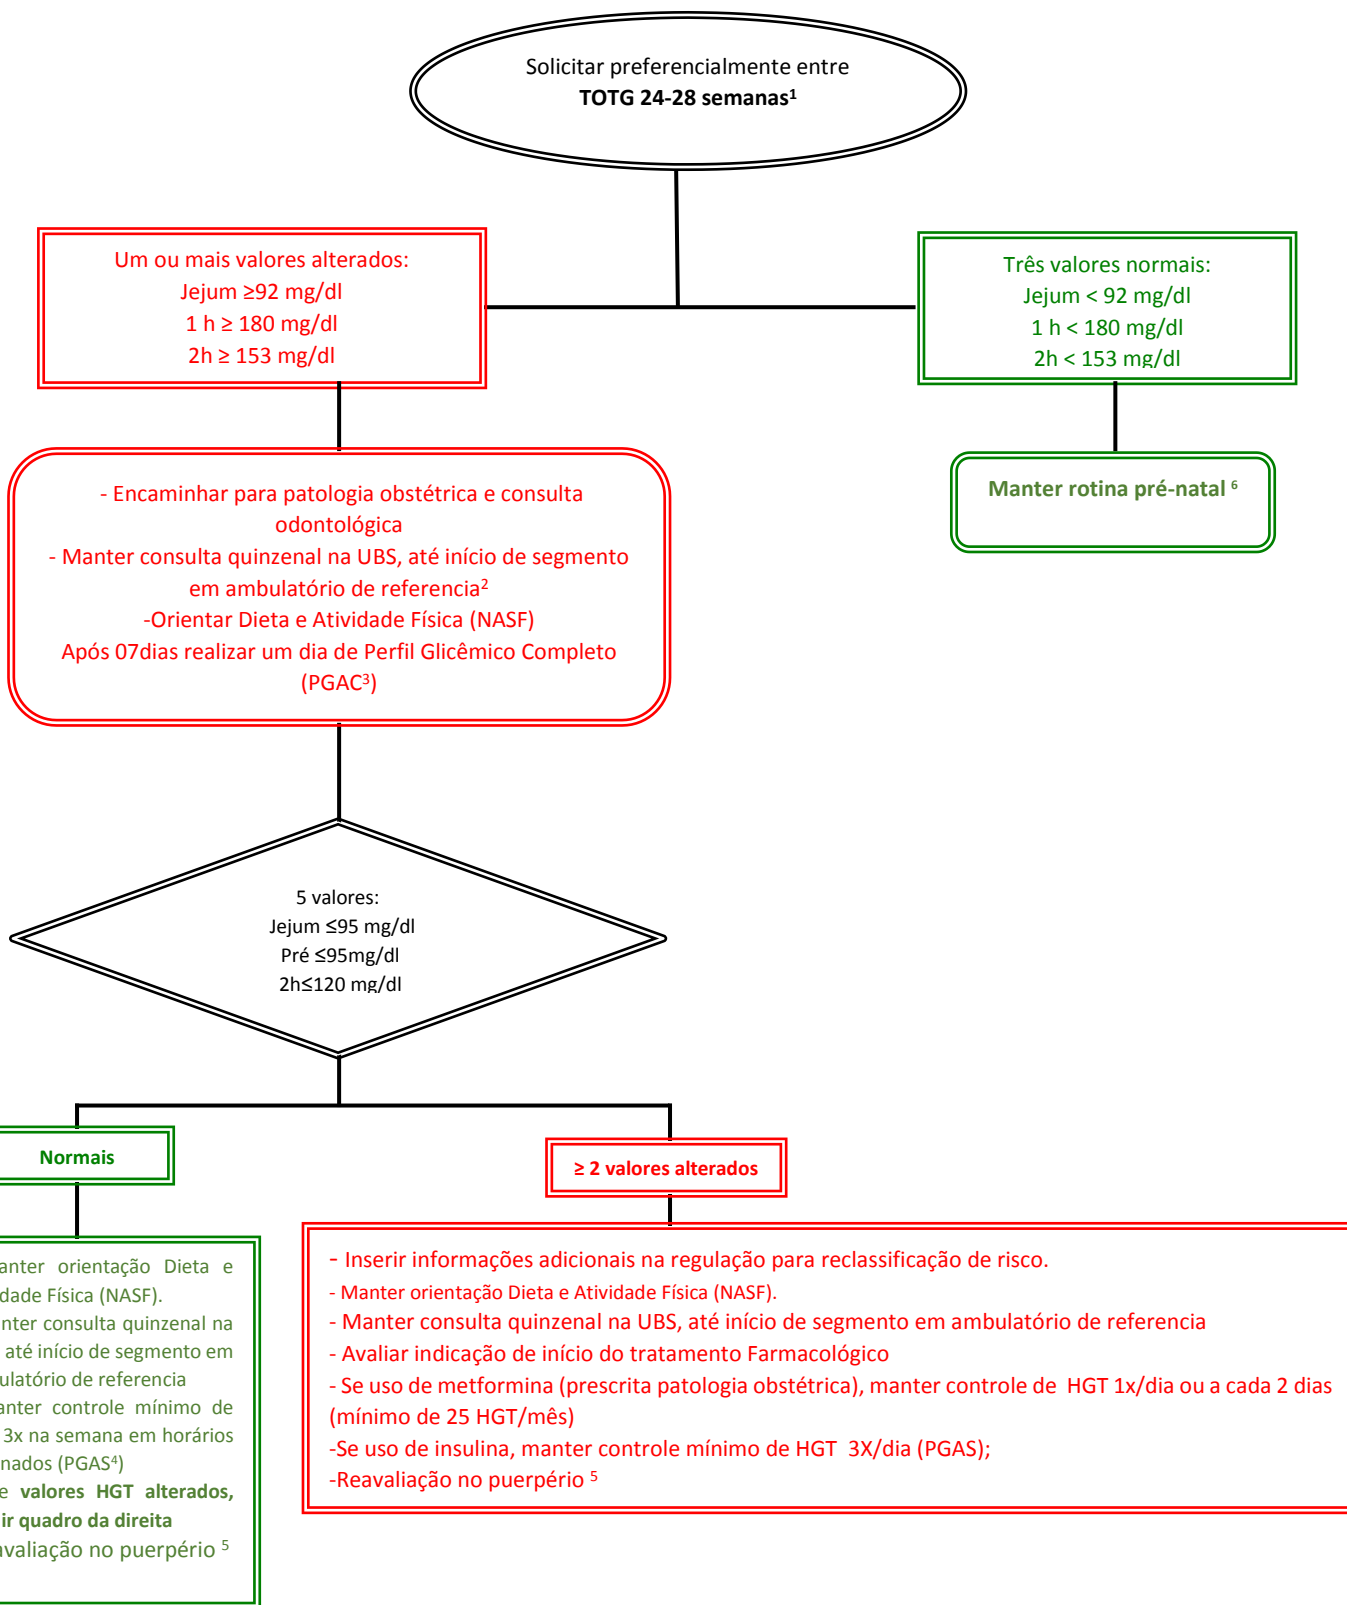 Solicitar preferencialmente entre
TOTG 24-28 semanas¹
Um ou mais valores alterados:
Jejum ≥92 mg/dl
1 h ≥ 180 mg/dl
2h ≥ 153 mg/dl
Três valores normais:
Jejum < 92 mg/dl
1 h < 180 mg/dl
2h < 153 mg/dl
- Encaminhar para patologia obstétrica e consulta
odontológica
- Manter consulta quinzenal na UBS, até início de segmento
em ambulatório de referencia²
-Orientar Dieta e Atividade Física (NASF)
Após 07dias realizar um dia de Perfil Glicêmico Completo
(PGAC³)
Manter rotina pré-natal ⁶
5 valores:
Jejum ≤95 mg/dl
Pré ≤95mg/dl
2h≤120 mg/dl
Normais
≥ 2 valores alterados
anter orientação Dieta e
dade Física (NASF).
nter consulta quinzenal na
até início de segmento em
ulatório de referencia
anter controle mínimo de
3x na semana em horários
nados (PGAS⁴)
e valores HGT alterados,
ir quadro da direita
avaliação no puerpério ⁵
- Inserir informações adicionais na regulação para reclassificação de risco.
- Manter orientação Dieta e Atividade Física (NASF).
- Manter consulta quinzenal na UBS, até início de segmento em ambulatório de referencia
- Avaliar indicação de início do tratamento Farmacológico
- Se uso de metformina (prescrita patologia obstétrica), manter controle de HGT 1x/dia ou a cada 2 dias
(mínimo de 25 HGT/mês)
-Se uso de insulina, manter controle mínimo de HGT 3X/dia (PGAS);
-Reavaliação no puerpério ⁵